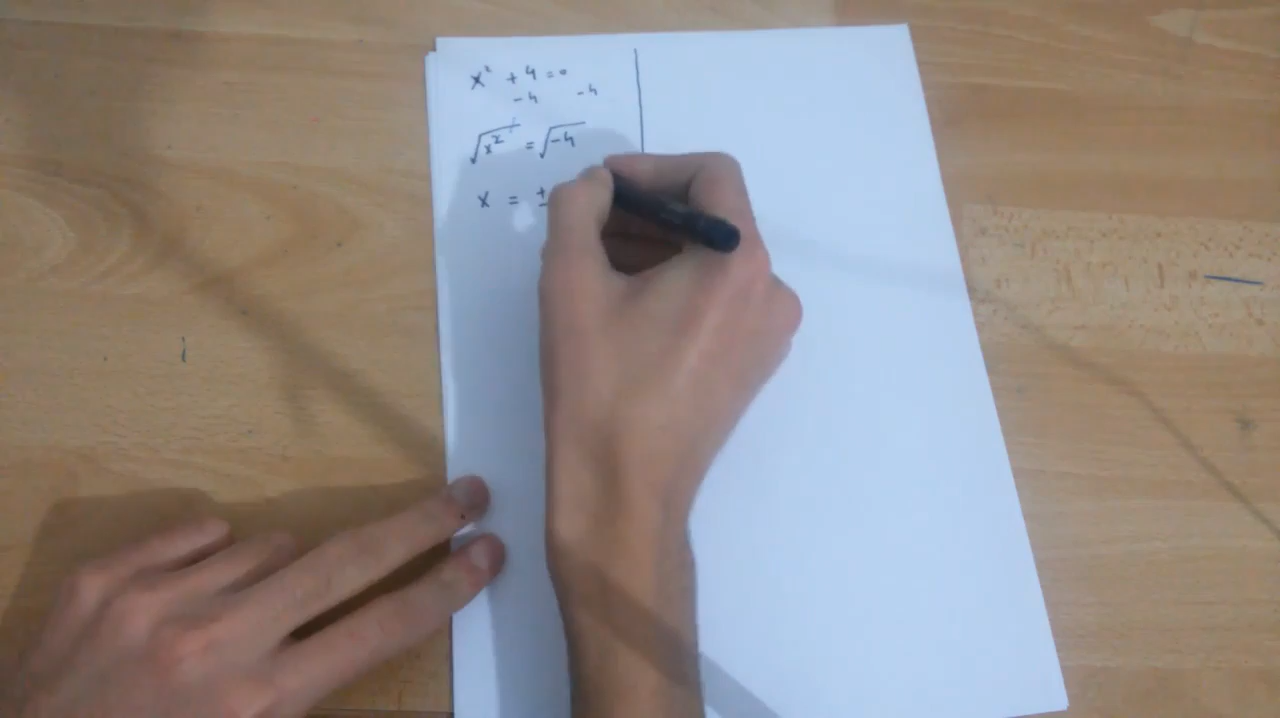 x² + 4 = 0
-4 -4
√x² = √-4
x = ±